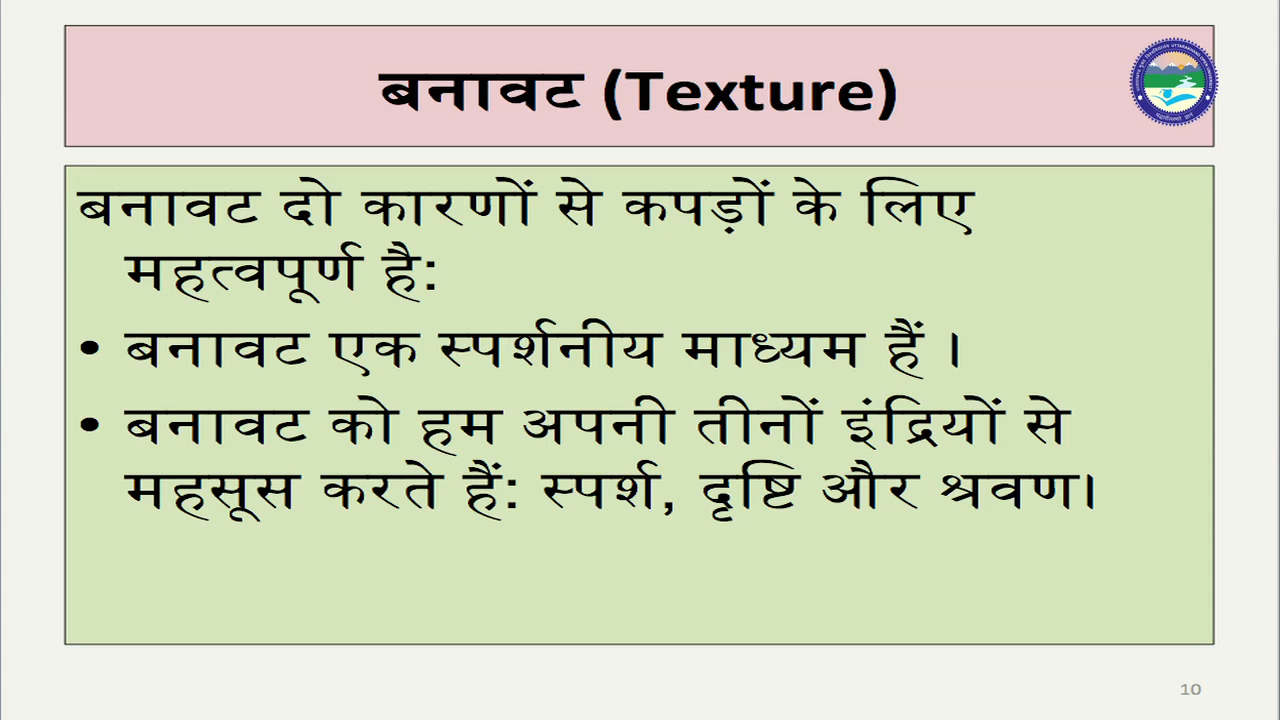 बनावट (Texture)
बनावट दो कारणों से कपड़ों के लिए
महत्वपूर्ण है:
• बनावट एक स्पर्शनीय माध्यम हैं ।
• बनावट को हम अपनी तीनों इंद्रियों से
महसूस करते हैं: स्पर्श, दृष्टि और श्रवण।
10